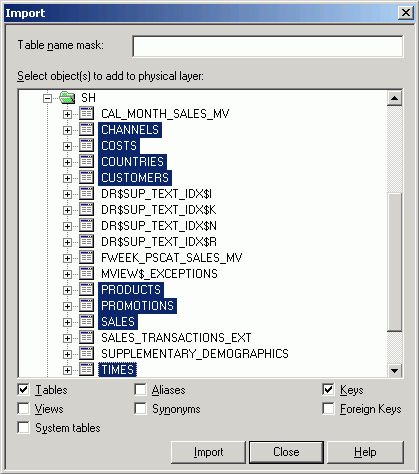 Import
Table name mask:
Select object(s) to add to physical layer:
SH
CAL_MONTH_SALES_MV
CHANNELS
COSTS
COUNTRIES
CUSTOMERS
DR$SUP_TEXT_IDX$I
DR$SUP_TEXT_IDX$K
DR$SUP_TEXT_IDX$N
DR$SUP_TEXT_IDX$R
FWEEK_PSCAT_SALES_MV
MVIEW$_EXCEPTIONS
PRODUCTS
PROMOTIONS
SALES
SALES_TRANSACTIONS_EXT
SUPPLEMENTARY_DEMOGRAPHICS
TIMES
Tables Aliases Keys
Views Synonyms Foreign Keys
System tables
Import Close Help